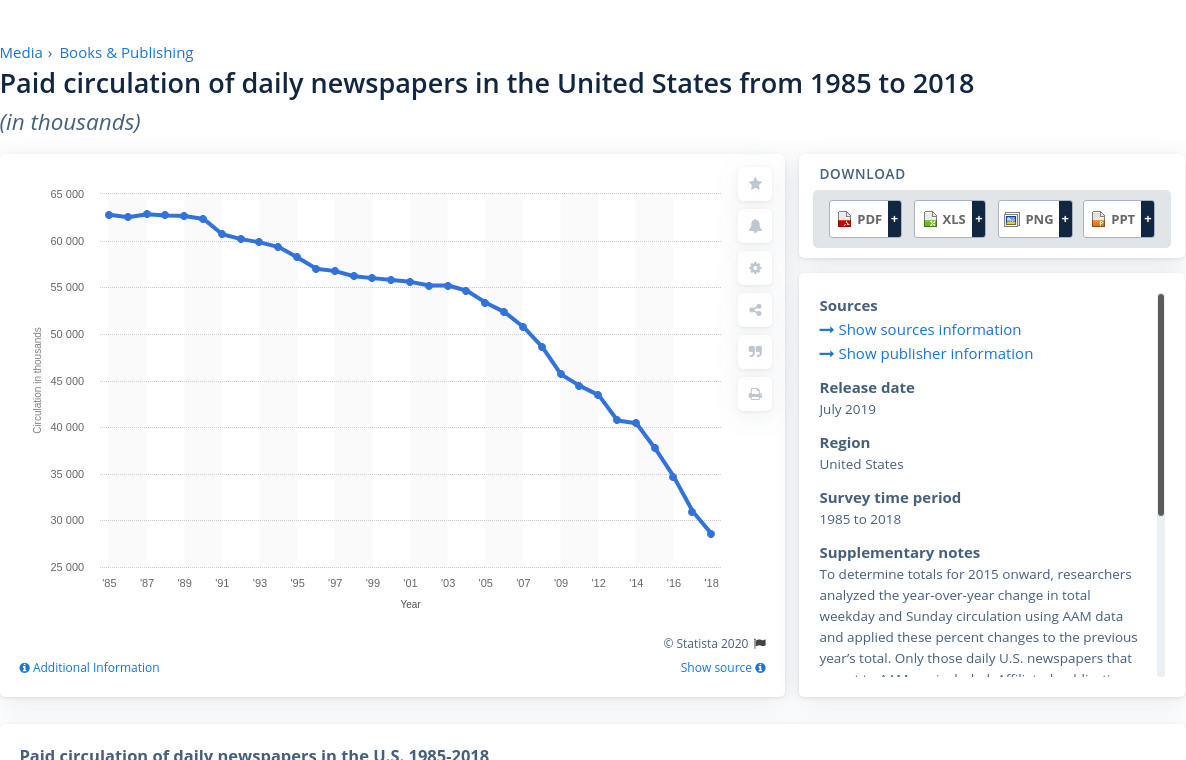 Media › Books & Publishing
Paid circulation of daily newspapers in the United States from 1985 to 2018
(in thousands)
65 000
60 000
55 000
50 000
45 000
40 000
35 000
30 000
25 000
Circulation in thousands
'85 '87 '89 '91 '93 '95 '97 '99 '01 '03 '05 '07 '09 '12 '14 '16 '18
Year
© Statista 2020
Additional Information
Show source
DOWNLOAD
PDF + XLS + PNG + PPT +
Sources
Show sources information
Show publisher information
Release date
July 2019
Region
United States
Survey time period
1985 to 2018
Supplementary notes
To determine totals for 2015 onward, researchers
analyzed the year-over-year change in total
weekday and Sunday circulation using AAM data
and applied these percent changes to the previous
year's total. Only those daily U.S. newspapers that
Paid circulation of daily newspapers in the U.S. 1985-2018